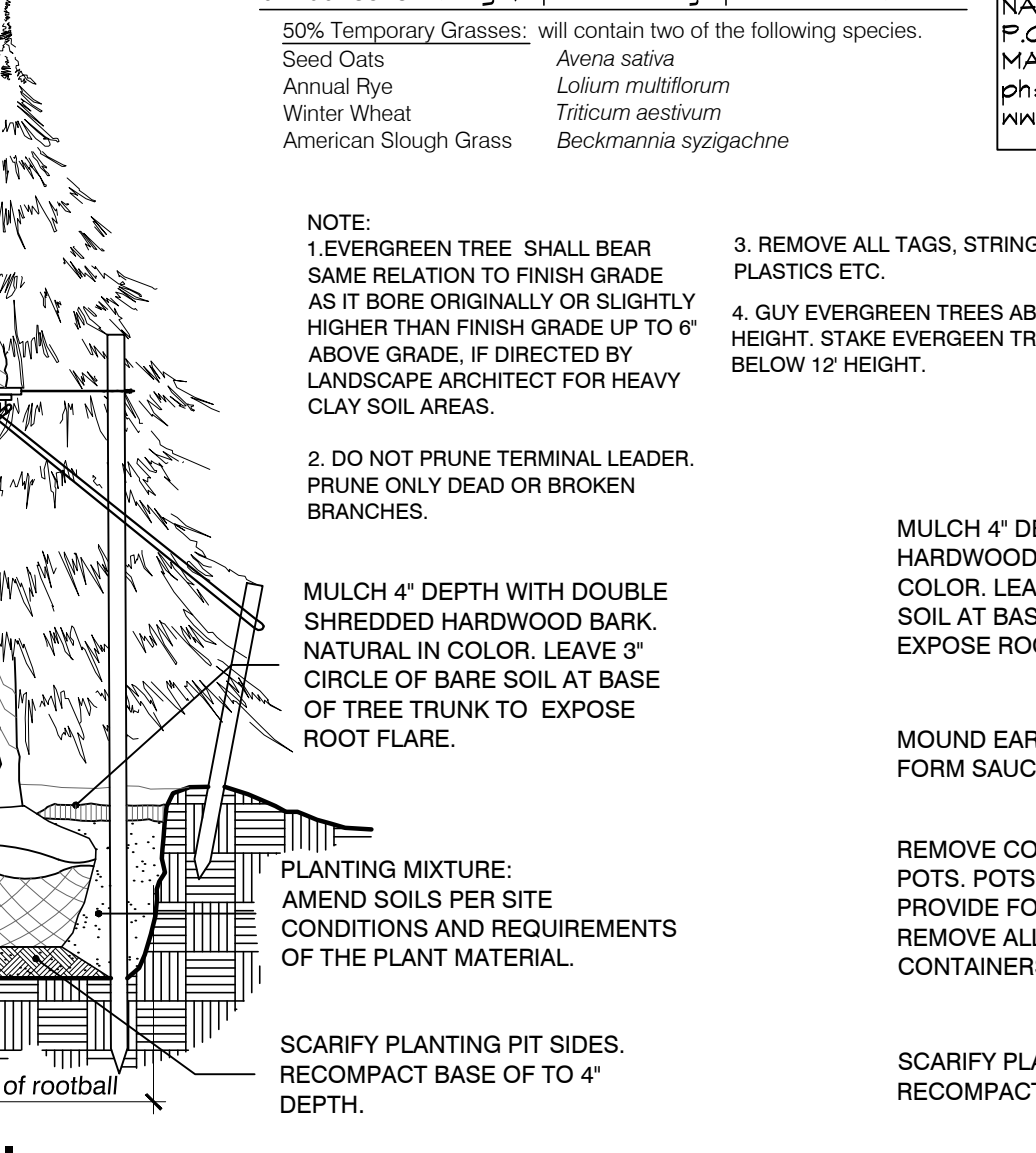 50% Temporary Grasses: will contain two of the following species.
Seed Oats Avena sativa
Annual Rye Lolium multiflorum
Winter Wheat Triticum aestivum
American Slough Grass Beckmannia syzigachne
NA
P.O
MA
ph:
ww
NOTE:
1.EVERGREEN TREE SHALL BEAR
SAME RELATION TO FINISH GRADE
AS IT BORE ORIGINALLY OR SLIGHTLY
HIGHER THAN FINISH GRADE UP TO 6"
ABOVE GRADE, IF DIRECTED BY
LANDSCAPE ARCHITECT FOR HEAVY
CLAY SOIL AREAS.
2. DO NOT PRUNE TERMINAL LEADER.
PRUNE ONLY DEAD OR BROKEN
BRANCHES.
3. REMOVE ALL TAGS, STRING
PLASTICS ETC.
4. GUY EVERGREEN TREES AB
HEIGHT. STAKE EVERGEEN TR
BELOW 12' HEIGHT.
MULCH 4" DEPTH WITH DOUBLE
SHREDDED HARDWOOD BARK.
NATURAL IN COLOR. LEAVE 3"
CIRCLE OF BARE SOIL AT BASE
OF TREE TRUNK TO EXPOSE
ROOT FLARE.
PLANTING MIXTURE:
AMEND SOILS PER SITE
CONDITIONS AND REQUIREMENTS
OF THE PLANT MATERIAL.
SCARIFY PLANTING PIT SIDES.
RECOMPACT BASE OF TO 4"
DEPTH.
of rootball
MULCH 4" DE
HARDWOOD
COLOR. LEA
SOIL AT BAS
EXPOSE ROO
MOUND EAR
FORM SAUC
REMOVE CO
POTS. POTS
PROVIDE FO
REMOVE ALL
CONTAINERS
SCARIFY PLA
RECOMPACT